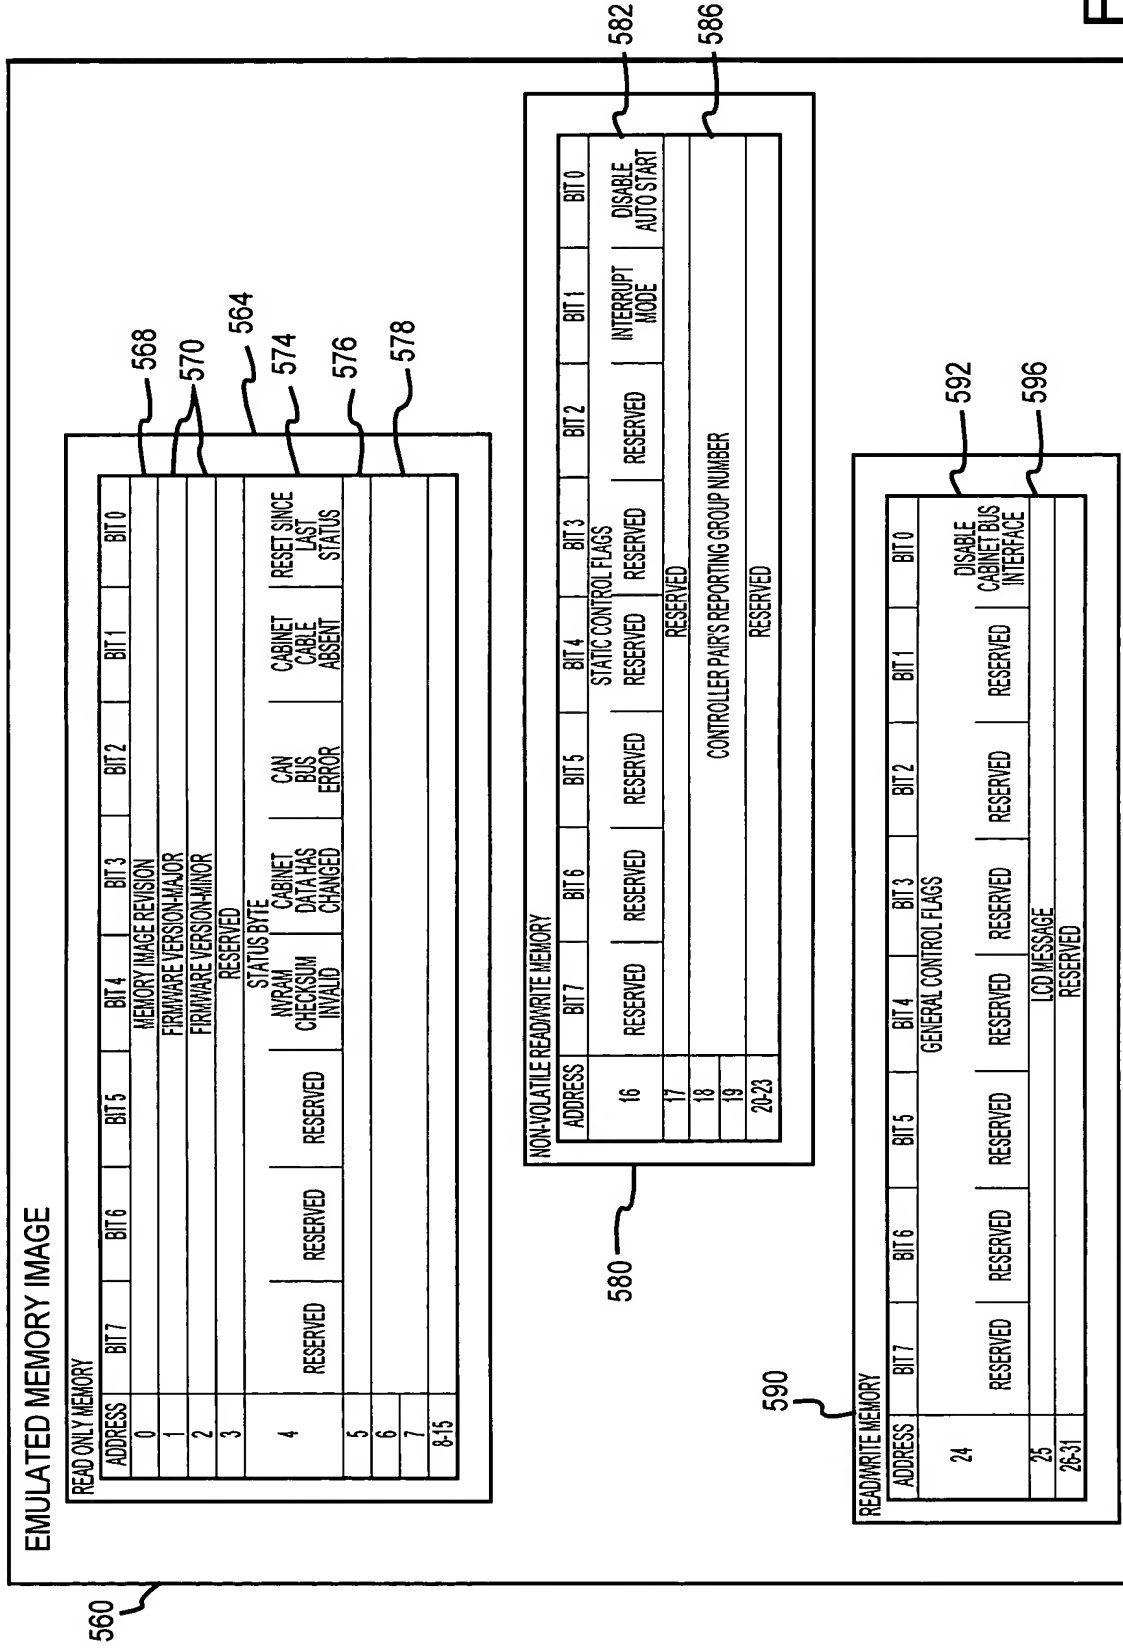 EMULATED MEMORY IMAGE
560
READ ONLY MEMORY
ADDRESS BIT 7 BIT 6 BIT 5 BIT 4 BIT 3 BIT 2 BIT 1 BIT 0
0 MEMORY IMAGE REVISION
568
1 FIRMWARE VERSION-MAJOR
2 FIRMWARE VERSION-MINOR
570
3 RESERVED
564
STATUS BYTE
4 RESERVED RESERVED RESERVED NVRAM CHECKSUM INVALID CABINET DATA HAS CHANGED CAN BUS ERROR CABINET CABLE ABSENT RESET SINCE LAST STATUS
574
5
576
6
7
578
8-15
NON-VOLATILE READ/WRITE MEMORY
580
ADDRESS BIT 7 BIT 6 BIT 5 BIT 4 BIT 3 BIT 2 BIT 1 BIT 0
STATIC CONTROL FLAGS
16 RESERVED RESERVED RESERVED RESERVED RESERVED RESERVED INTERRUPT MODE DISABLE AUTO START
582
17 RESERVED
18
19
CONTROLLER PAIR'S REPORTING GROUP NUMBER
586
20-23 RESERVED
READ/WRITE MEMORY
590
ADDRESS BIT 7 BIT 6 BIT 5 BIT 4 BIT 3 BIT 2 BIT 1 BIT 0
GENERAL CONTROL FLAGS
24 RESERVED RESERVED RESERVED RESERVED RESERVED RESERVED RESERVED DISABLE CABINET BUS INTERFACE
592
25 LCD MESSAGE
596
26-31 RESERVED